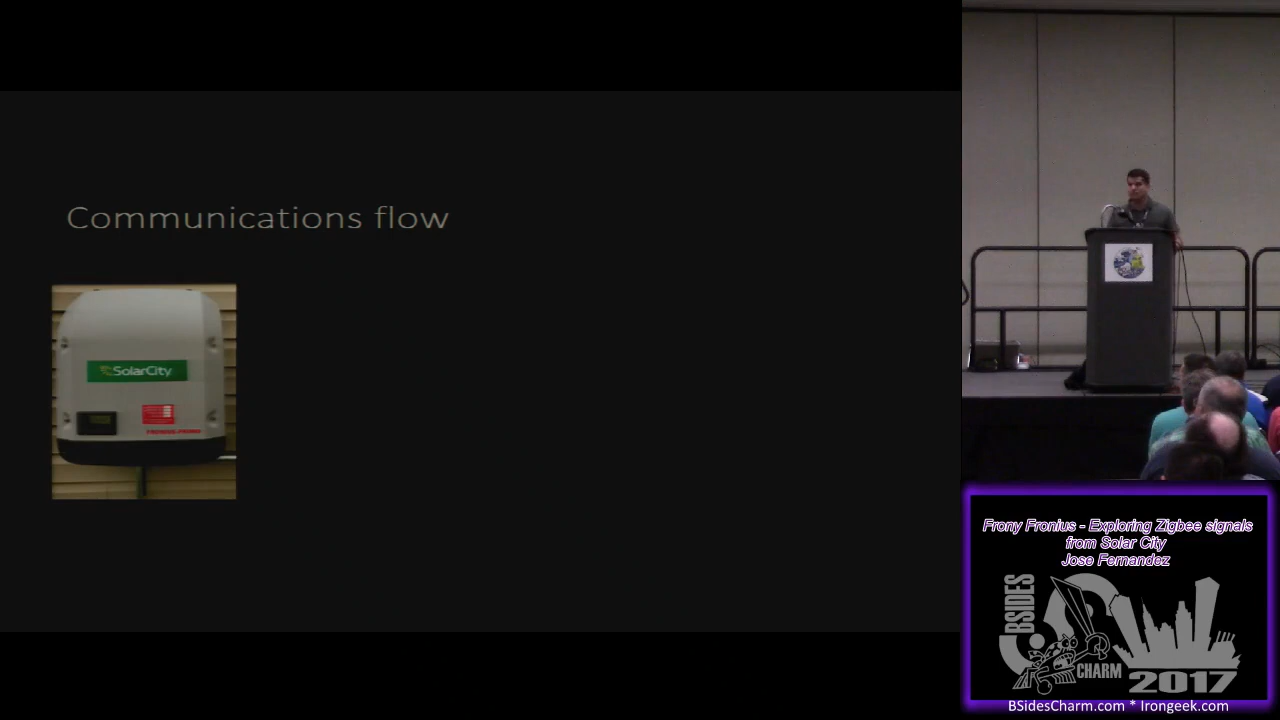 Communications flow
SolarCity
Frony Fronius - Exploring Zigbee signals
from Solar City
Jose Fernandez
BSIDES
CHARM
2017
BSidesCharm.com * Irongeek.com